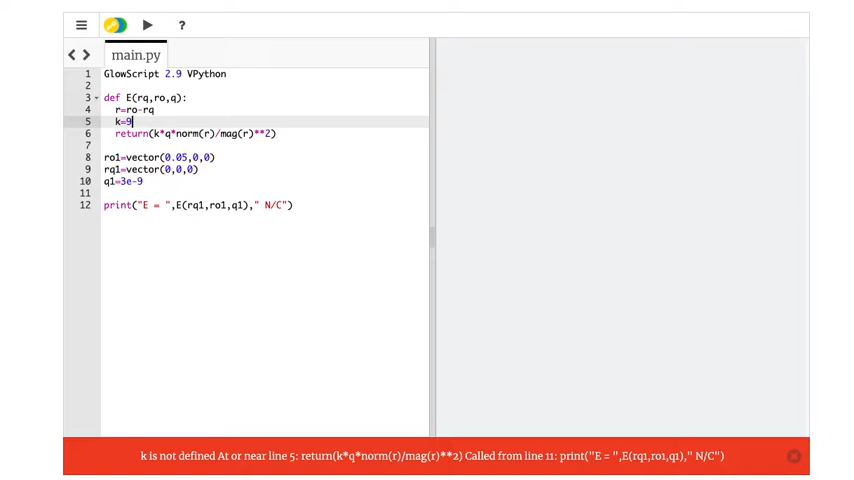 ?
main.py
1 GlowScript 2.9 VPython
2
3 def E(rq,ro,q):
4 r=ro-rq
5 k=9
6 return(k*q*norm(r)/mag(r)**2)
7
8 ro1=vector(0.05,0,0)
9 rq1=vector(0,0,0)
10 q1=3e-9
11
12 print("E = ",E(rq1,ro1,q1)," N/C")
k is not defined At or near line 5: return(k*q*norm(r)/mag(r)**2) Called from line 11: print("E = ",E(rq1,ro1,q1)," N/C")